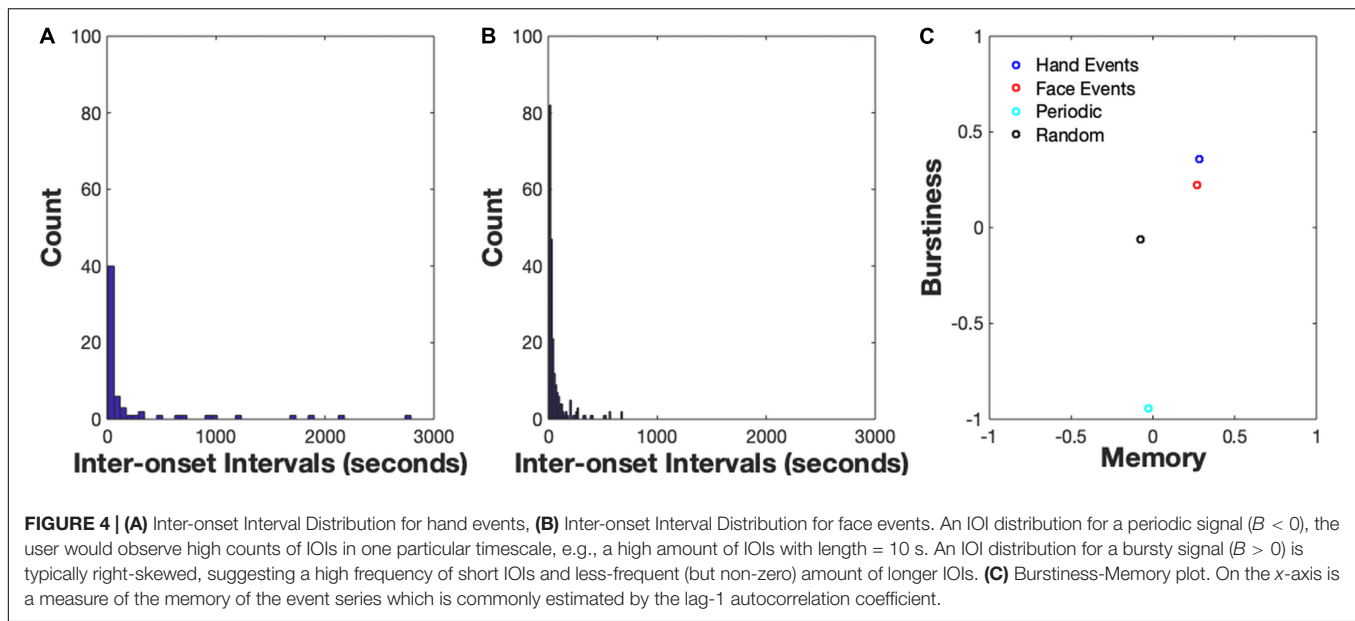 A
100
80
60
40
20
0
Count
0 1000 2000 3000
Inter-onset Intervals (seconds)
B
100
80
60
40
20
0
Count
0 1000 2000 3000
Inter-onset Intervals (seconds)
C
1
0.5
0
-0.5
-1
Burstiness
Hand Events
Face Events
Periodic
Random
-1 -0.5 0 0.5 1
Memory
FIGURE 4 | (A) Inter-onset Interval Distribution for hand events, (B) Inter-onset Interval Distribution for face events. An IOI distribution for a periodic signal (B < 0), the
user would observe high counts of IOIs in one particular timescale, e.g., a high amount of IOIs with length = 10 s. An IOI distribution for a bursty signal (B > 0) is
typically right-skewed, suggesting a high frequency of short IOIs and less-frequent (but non-zero) amount of longer IOIs. (C) Burstiness-Memory plot. On the x-axis is
a measure of the memory of the event series which is commonly estimated by the lag-1 autocorrelation coefficient.